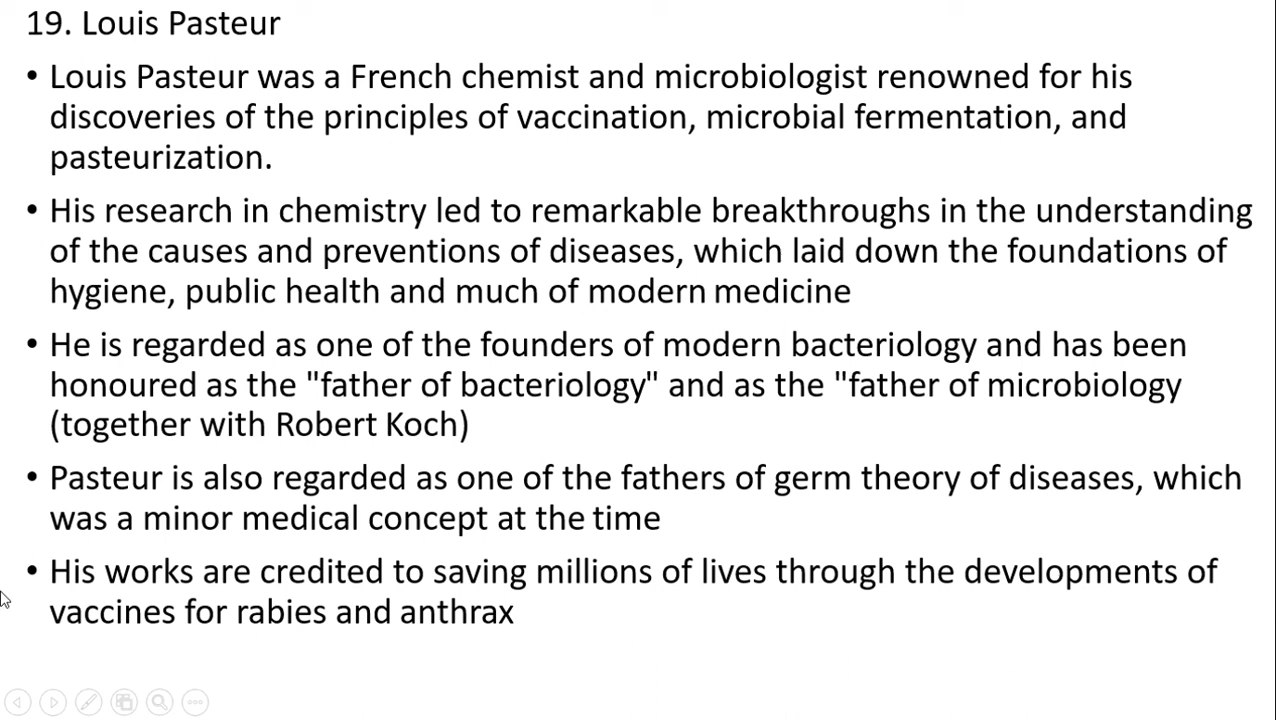 19. Louis Pasteur
• Louis Pasteur was a French chemist and microbiologist renowned for his
discoveries of the principles of vaccination, microbial fermentation, and
pasteurization.
• His research in chemistry led to remarkable breakthroughs in the understanding
of the causes and preventions of diseases, which laid down the foundations of
hygiene, public health and much of modern medicine
• He is regarded as one of the founders of modern bacteriology and has been
honoured as the "father of bacteriology" and as the "father of microbiology
(together with Robert Koch)
• Pasteur is also regarded as one of the fathers of germ theory of diseases, which
was a minor medical concept at the time
• His works are credited to saving millions of lives through the developments of
vaccines for rabies and anthrax